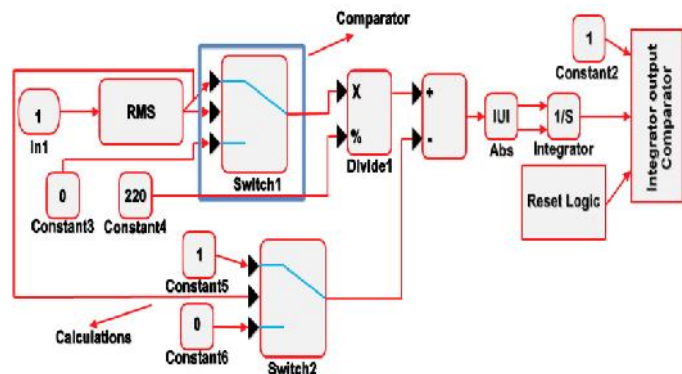 Comparator
1
In1
RMS
Switch1
X
%
Divide1
+
-
IUI
Abs
1/S
Integrator
1
Constant2
Integrator output
Comparator
Reset Logic
0
Constant3
220
Constant4
1
Constant5
0
Constant6
Switch2
Calculations